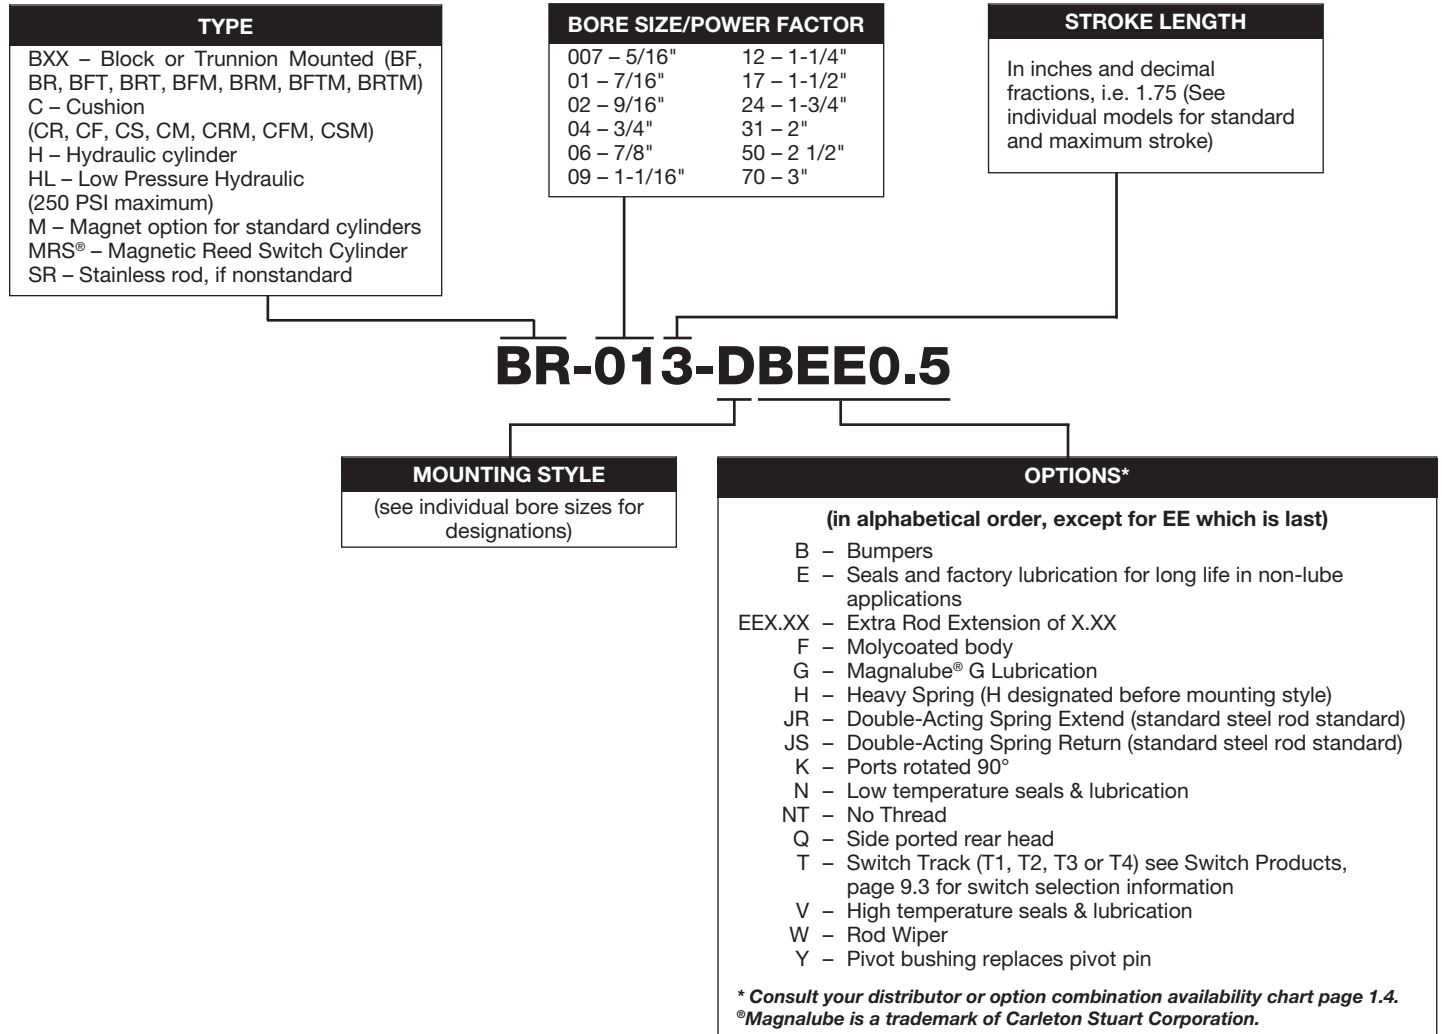 TYPE
BXX – Block or Trunnion Mounted (BF,
BR, BFT, BRT, BFM, BRM, BFTM, BRTM)
C – Cushion
(CR, CF, CS, CM, CRM, CFM, CSM)
H – Hydraulic cylinder
HL – Low Pressure Hydraulic
(250 PSI maximum)
M – Magnet option for standard cylinders
MRS® – Magnetic Reed Switch Cylinder
SR – Stainless rod, if nonstandard
BORE SIZE/POWER FACTOR
007 – 5/16" 12 – 1-1/4"
01 – 7/16" 17 – 1-1/2"
02 – 9/16" 24 – 1-3/4"
04 – 3/4" 31 – 2"
06 – 7/8" 50 – 2 1/2"
09 – 1-1/16" 70 – 3"
STROKE LENGTH
In inches and decimal
fractions, i.e. 1.75 (See
individual models for standard
and maximum stroke)
BR-013-DBEE0.5
MOUNTING STYLE
(see individual bore sizes for
designations)
OPTIONS*
(in alphabetical order, except for EE which is last)
B – Bumpers
E – Seals and factory lubrication for long life in non-lube
applications
EEX.XX – Extra Rod Extension of X.XX
F – Molycoated body
G – Magnalube® G Lubrication
H – Heavy Spring (H designated before mounting style)
JR – Double-Acting Spring Extend (standard steel rod standard)
JS – Double-Acting Spring Return (standard steel rod standard)
K – Ports rotated 90°
N – Low temperature seals & lubrication
NT – No Thread
Q – Side ported rear head
T – Switch Track (T1, T2, T3 or T4) see Switch Products,
page 9.3 for switch selection information
V – High temperature seals & lubrication
W – Rod Wiper
Y – Pivot bushing replaces pivot pin
* Consult your distributor or option combination availability chart page 1.4.
®Magnalube is a trademark of Carleton Stuart Corporation.